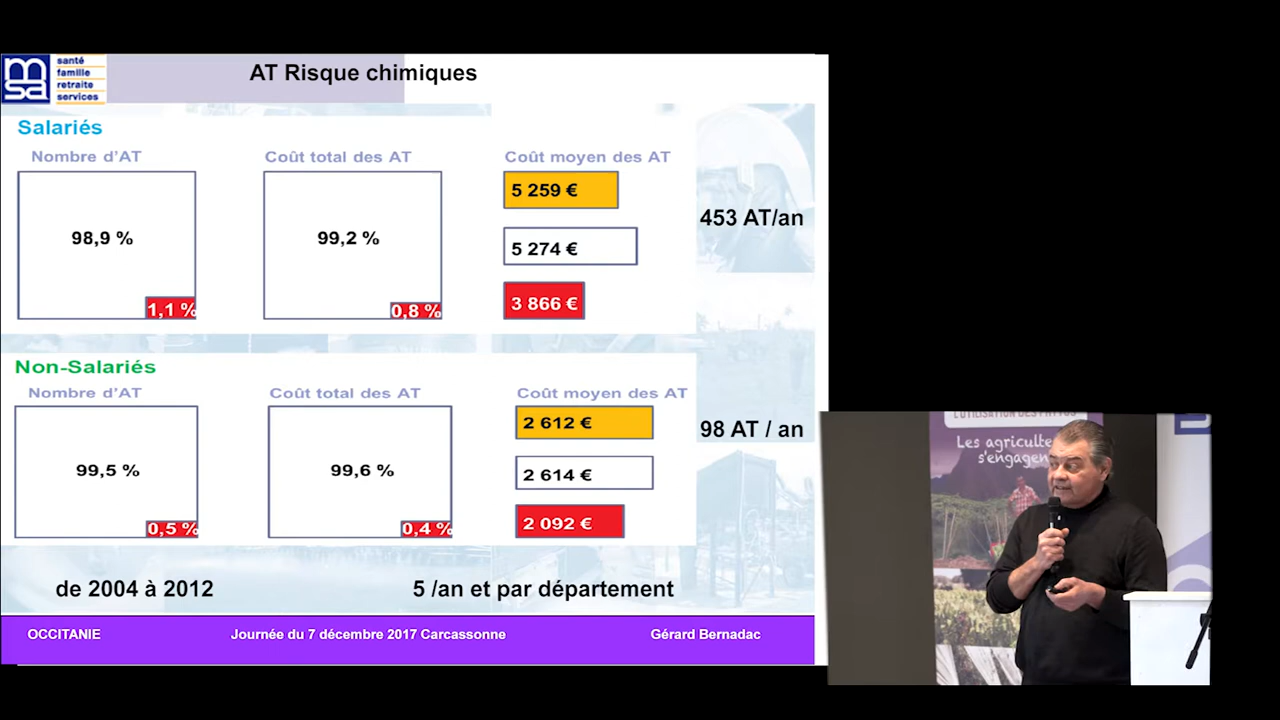 msa
santé
famille
retraite
services
AT Risque chimiques
Salariés
Nombre d'AT
Coût total des AT
Coût moyen des AT
98,9 %
1,1 %
99,2 %
0,8 %
5 259 €
5 274 €
3 866 €
453 AT/an
Non-Salariés
Nombre d'AT
Coût total des AT
Coût moyen des AT
99,5 %
0,5 %
99,6 %
0,4 %
2 612 €
2 614 €
2 092 €
98 AT / an
de 2004 à 2012
5 /an et par département
OCCITANIE
Journée du 7 décembre 2017 Carcassonne
Gérard Bernadac
L'UTILISATION DES PHYTOS
Les agriculte
s'engagen